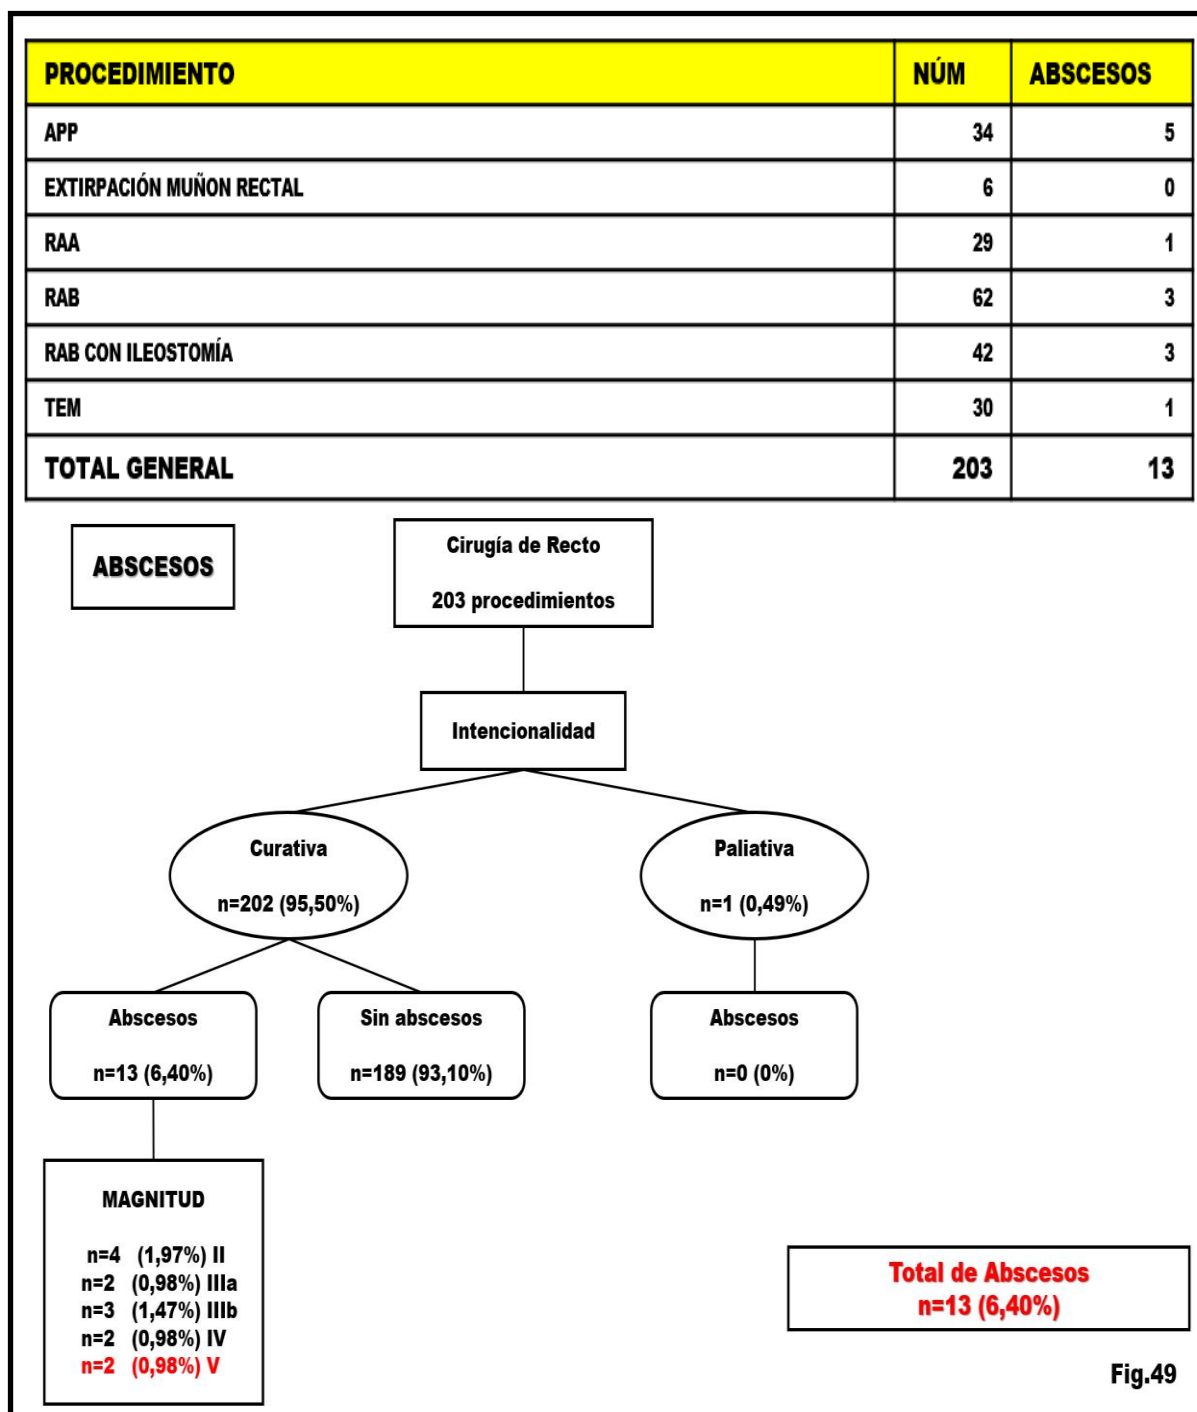 PROCEDIMIENTO NÚM ABSCESOS
APP 34 5
EXTIRPACIÓN MUÑON RECTAL 6 0
RAA 29 1
RAB 62 3
RAB CON ILEOSTOMÍA 42 3
TEM 30 1
TOTAL GENERAL 203 13
ABSCESOS
Cirugía de Recto
203 procedimientos
Intencionalidad
Curativa
n=202 (95,50%)
Paliativa
n=1 (0,49%)
Abscesos
n=13 (6,40%)
Sin abscesos
n=189 (93,10%)
Abscesos
n=0 (0%)
MAGNITUD
n=4 (1,97%) II
n=2 (0,98%) IIIa
n=3 (1,47%) IIIb
n=2 (0,98%) IV
n=2 (0,98%) V
Total de Abscesos
n=13 (6,40%)
Fig.49